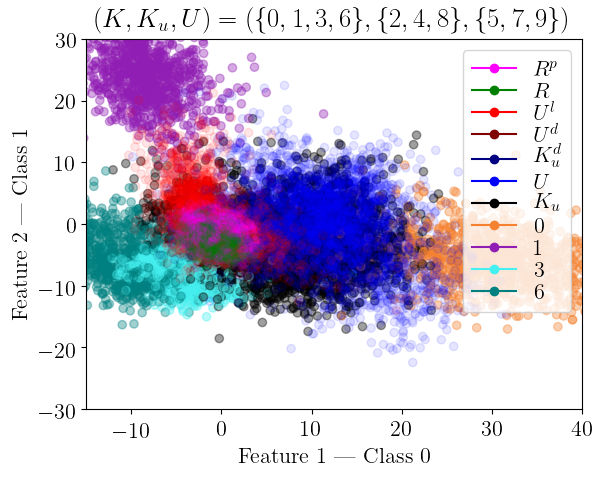 (K, K_u, U) = ({0, 1, 3, 6}, {2, 4, 8}, {5, 7, 9})
30
20
10
0
−10
−20
−30
Feature 2 — Class 1
R^p
R
U^l
U^d
K_u^d
U
K_u
0
1
3
6
−10
0
10
20
30
40
Feature 1 — Class 0